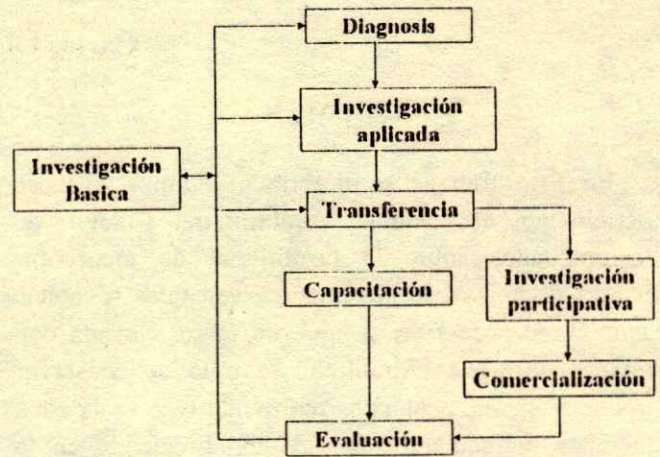 Diagnosis
Investigación
aplicada
Investigación
Basica
Transferencia
Capacitación
Investigación
participativa
Comercialización
Evaluación